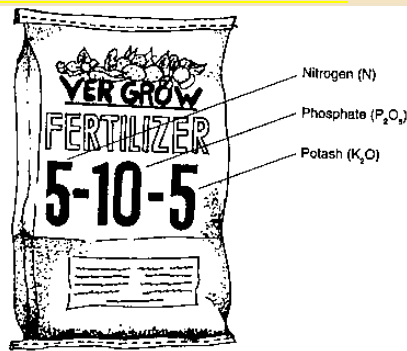 VER GROW
FERTILIZER
5-10-5
Nitrogen (N)
Phosphate (P₂O₅)
Potash (K₂O)